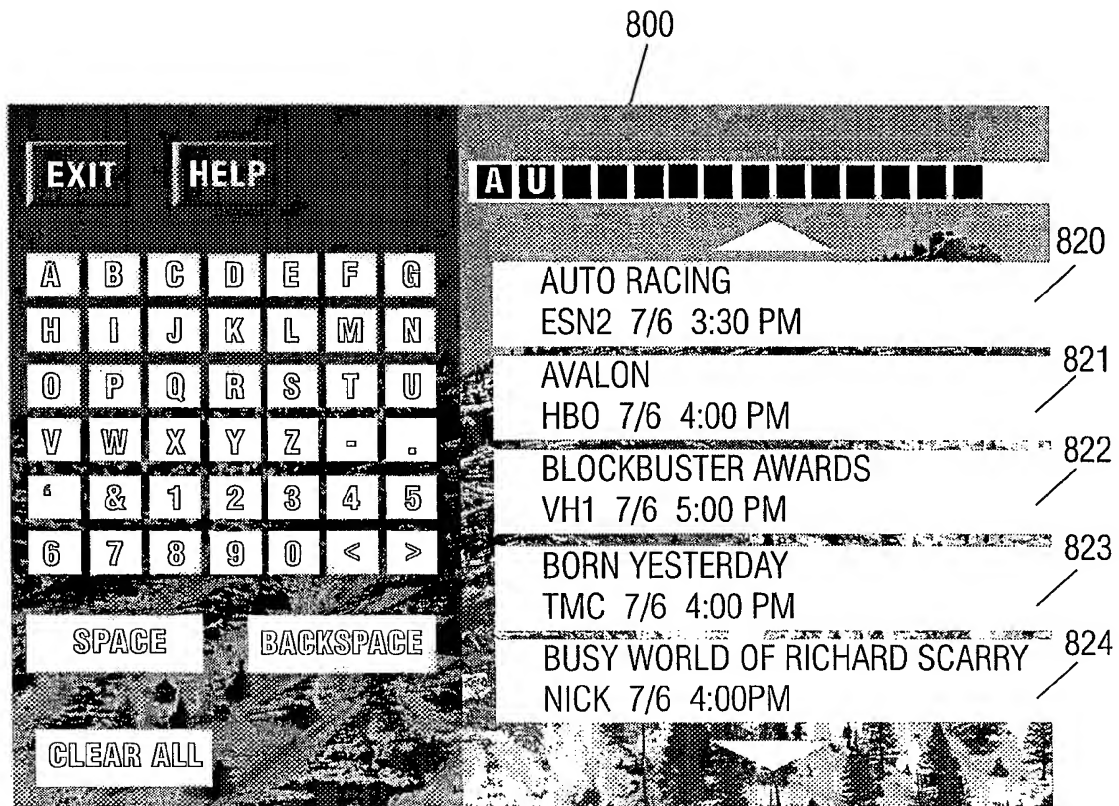 800
EXIT HELP
A U
A B C D E F G
H I J K L M N
O P Q R S T U
V W X Y Z - .
‘ & 1 2 3 4 5
6 7 8 9 0 < >
SPACE BACKSPACE
CLEAR ALL
AUTO RACING
ESN2 7/6 3:30 PM
820
AVALON
HBO 7/6 4:00 PM
821
BLOCKBUSTER AWARDS
VH1 7/6 5:00 PM
822
BORN YESTERDAY
TMC 7/6 4:00 PM
823
BUSY WORLD OF RICHARD SCARRY
NICK 7/6 4:00PM
824